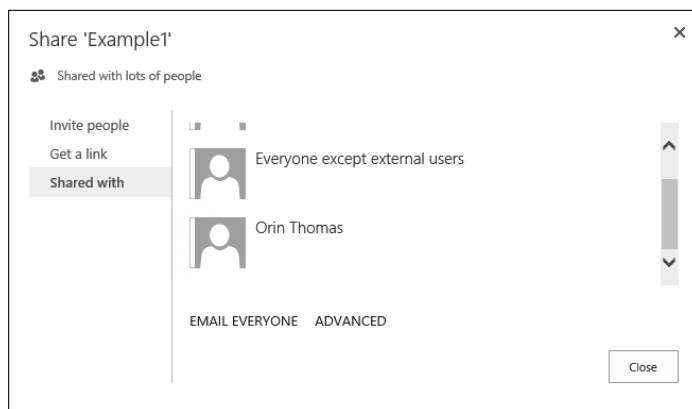 Share 'Example1'
Shared with lots of people
Invite people
Get a link
Shared with
Everyone except external users
Orin Thomas
EMAIL EVERYONE ADVANCED
Close